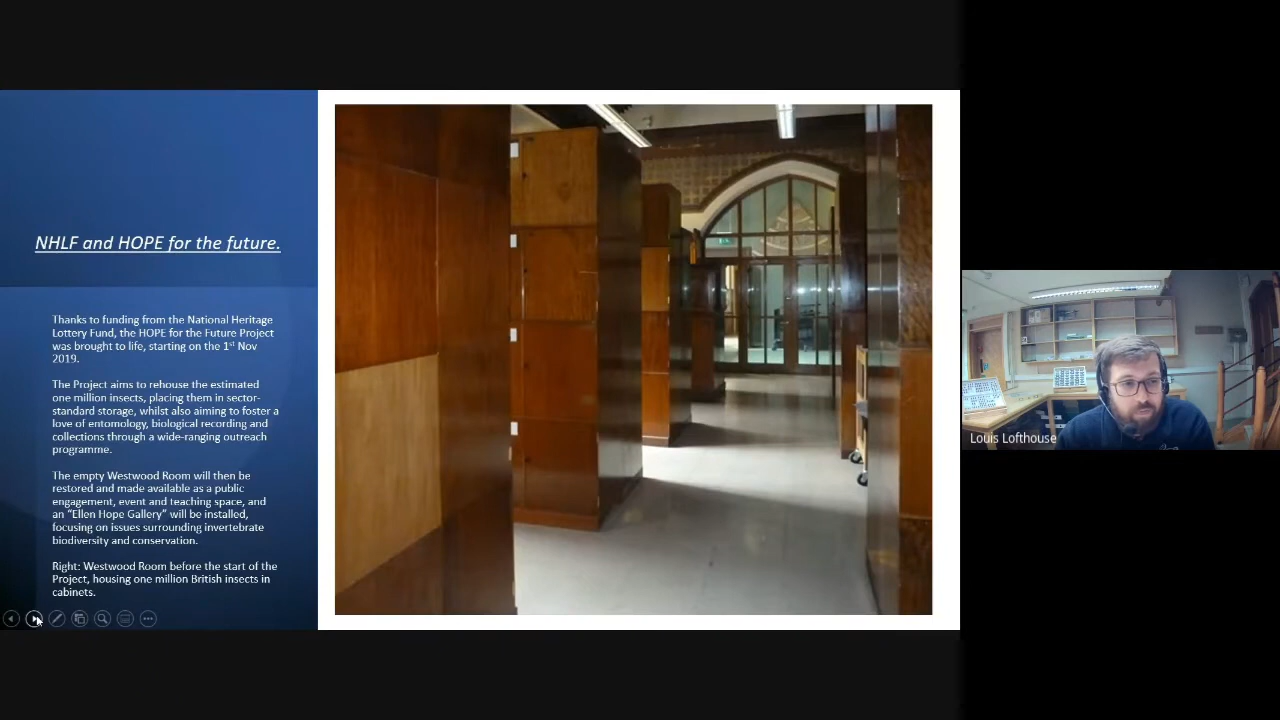 NHLF and HOPE for the future.
Thanks to funding from the National Heritage
Lottery Fund, the HOPE for the Future Project
was brought to life, starting on the 1st Nov
2019.
The Project aims to rehouse the estimated
one million insects, placing them in sector-
standard storage, whilst also aiming to foster a
love of entomology, biological recording and
collections through a wide-ranging outreach
programme.
The empty Westwood Room will then be
restored and made available as a public
engagement, event and teaching space, and
an “Ellen Hope Gallery” will be installed,
focusing on issues surrounding invertebrate
biodiversity and conservation.
Right: Westwood Room before the start of the
Project, housing one million British insects in
cabinets.
Louis Lofthouse